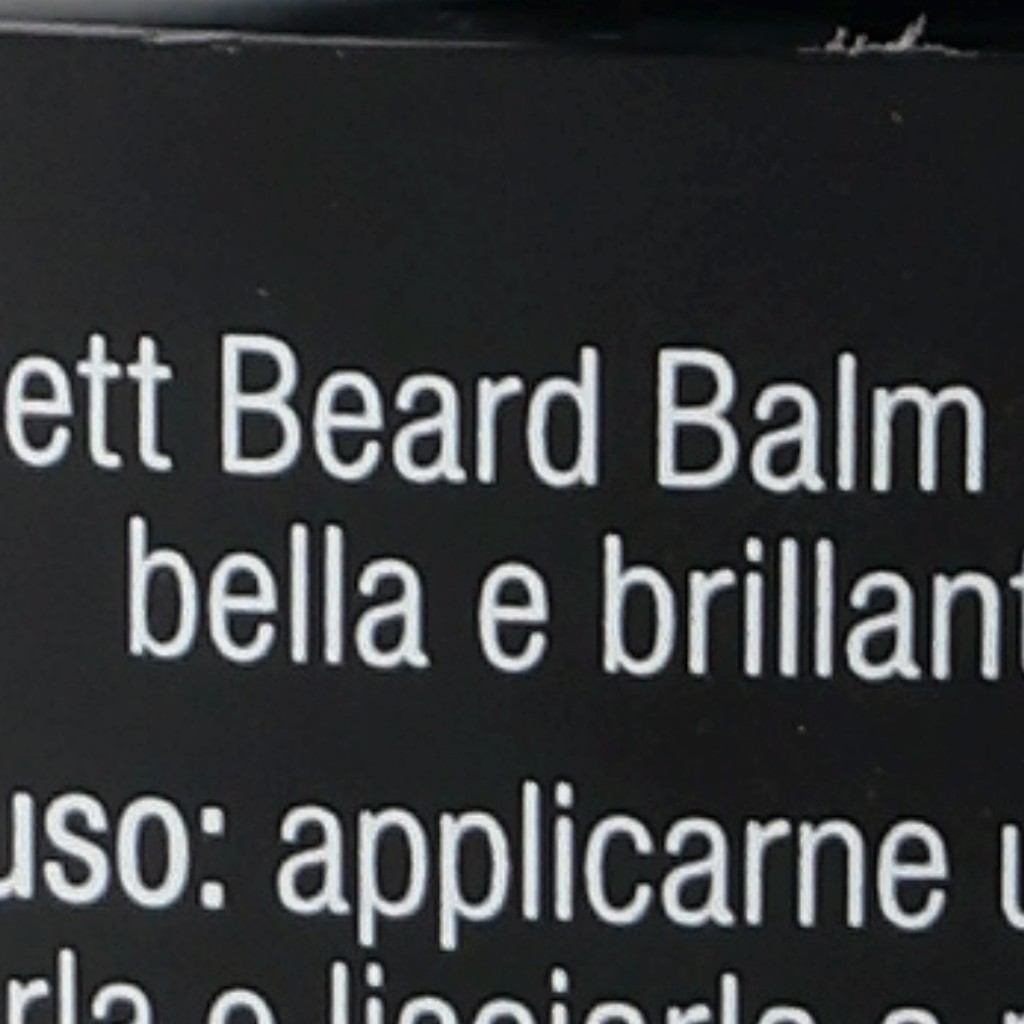 ett Beard Balm
bella e brillant
uso: applicarne u